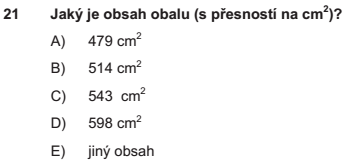 21 Jaký je obsah obalu (s přesností na cm²)?
A) 479 cm²
B) 514 cm²
C) 543 cm²
D) 598 cm²
E) jiný obsah